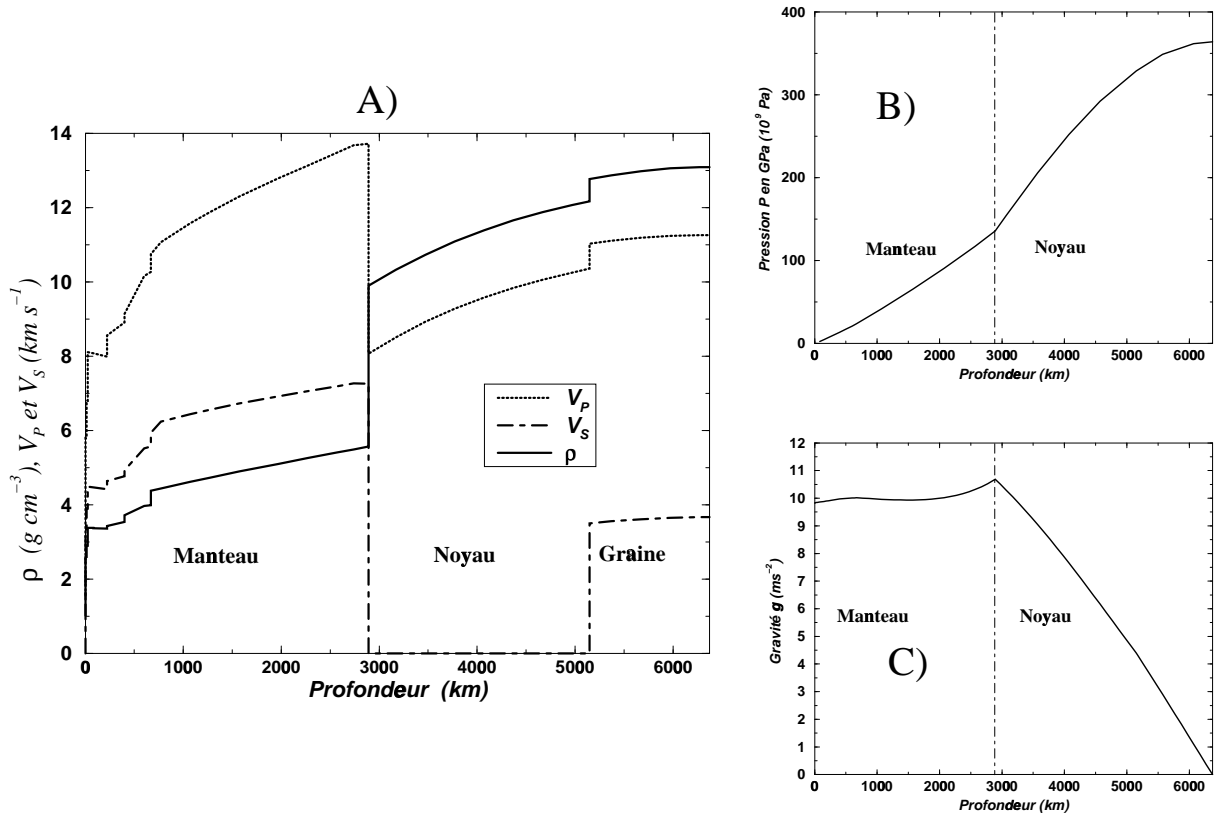 A)
14
12
10
8
6
4
2
0
ρ (g cm⁻³), V_P et V_S (km s⁻¹)
V_P
V_S
ρ
Manteau
Noyau
Graine
0 1000 2000 3000 4000 5000 6000
Profondeur (km)
B)
400
300
200
100
0
Pression P en GPa (10⁹ Pa)
Manteau
Noyau
0 1000 2000 3000 4000 5000 6000
Profondeur (km)
12
11
10
9
8
7
6
5
4
3
2
1
0
Gravité g (ms⁻²)
Manteau
Noyau
C)
0 1000 2000 3000 4000 5000 6000
Profondeur (km)